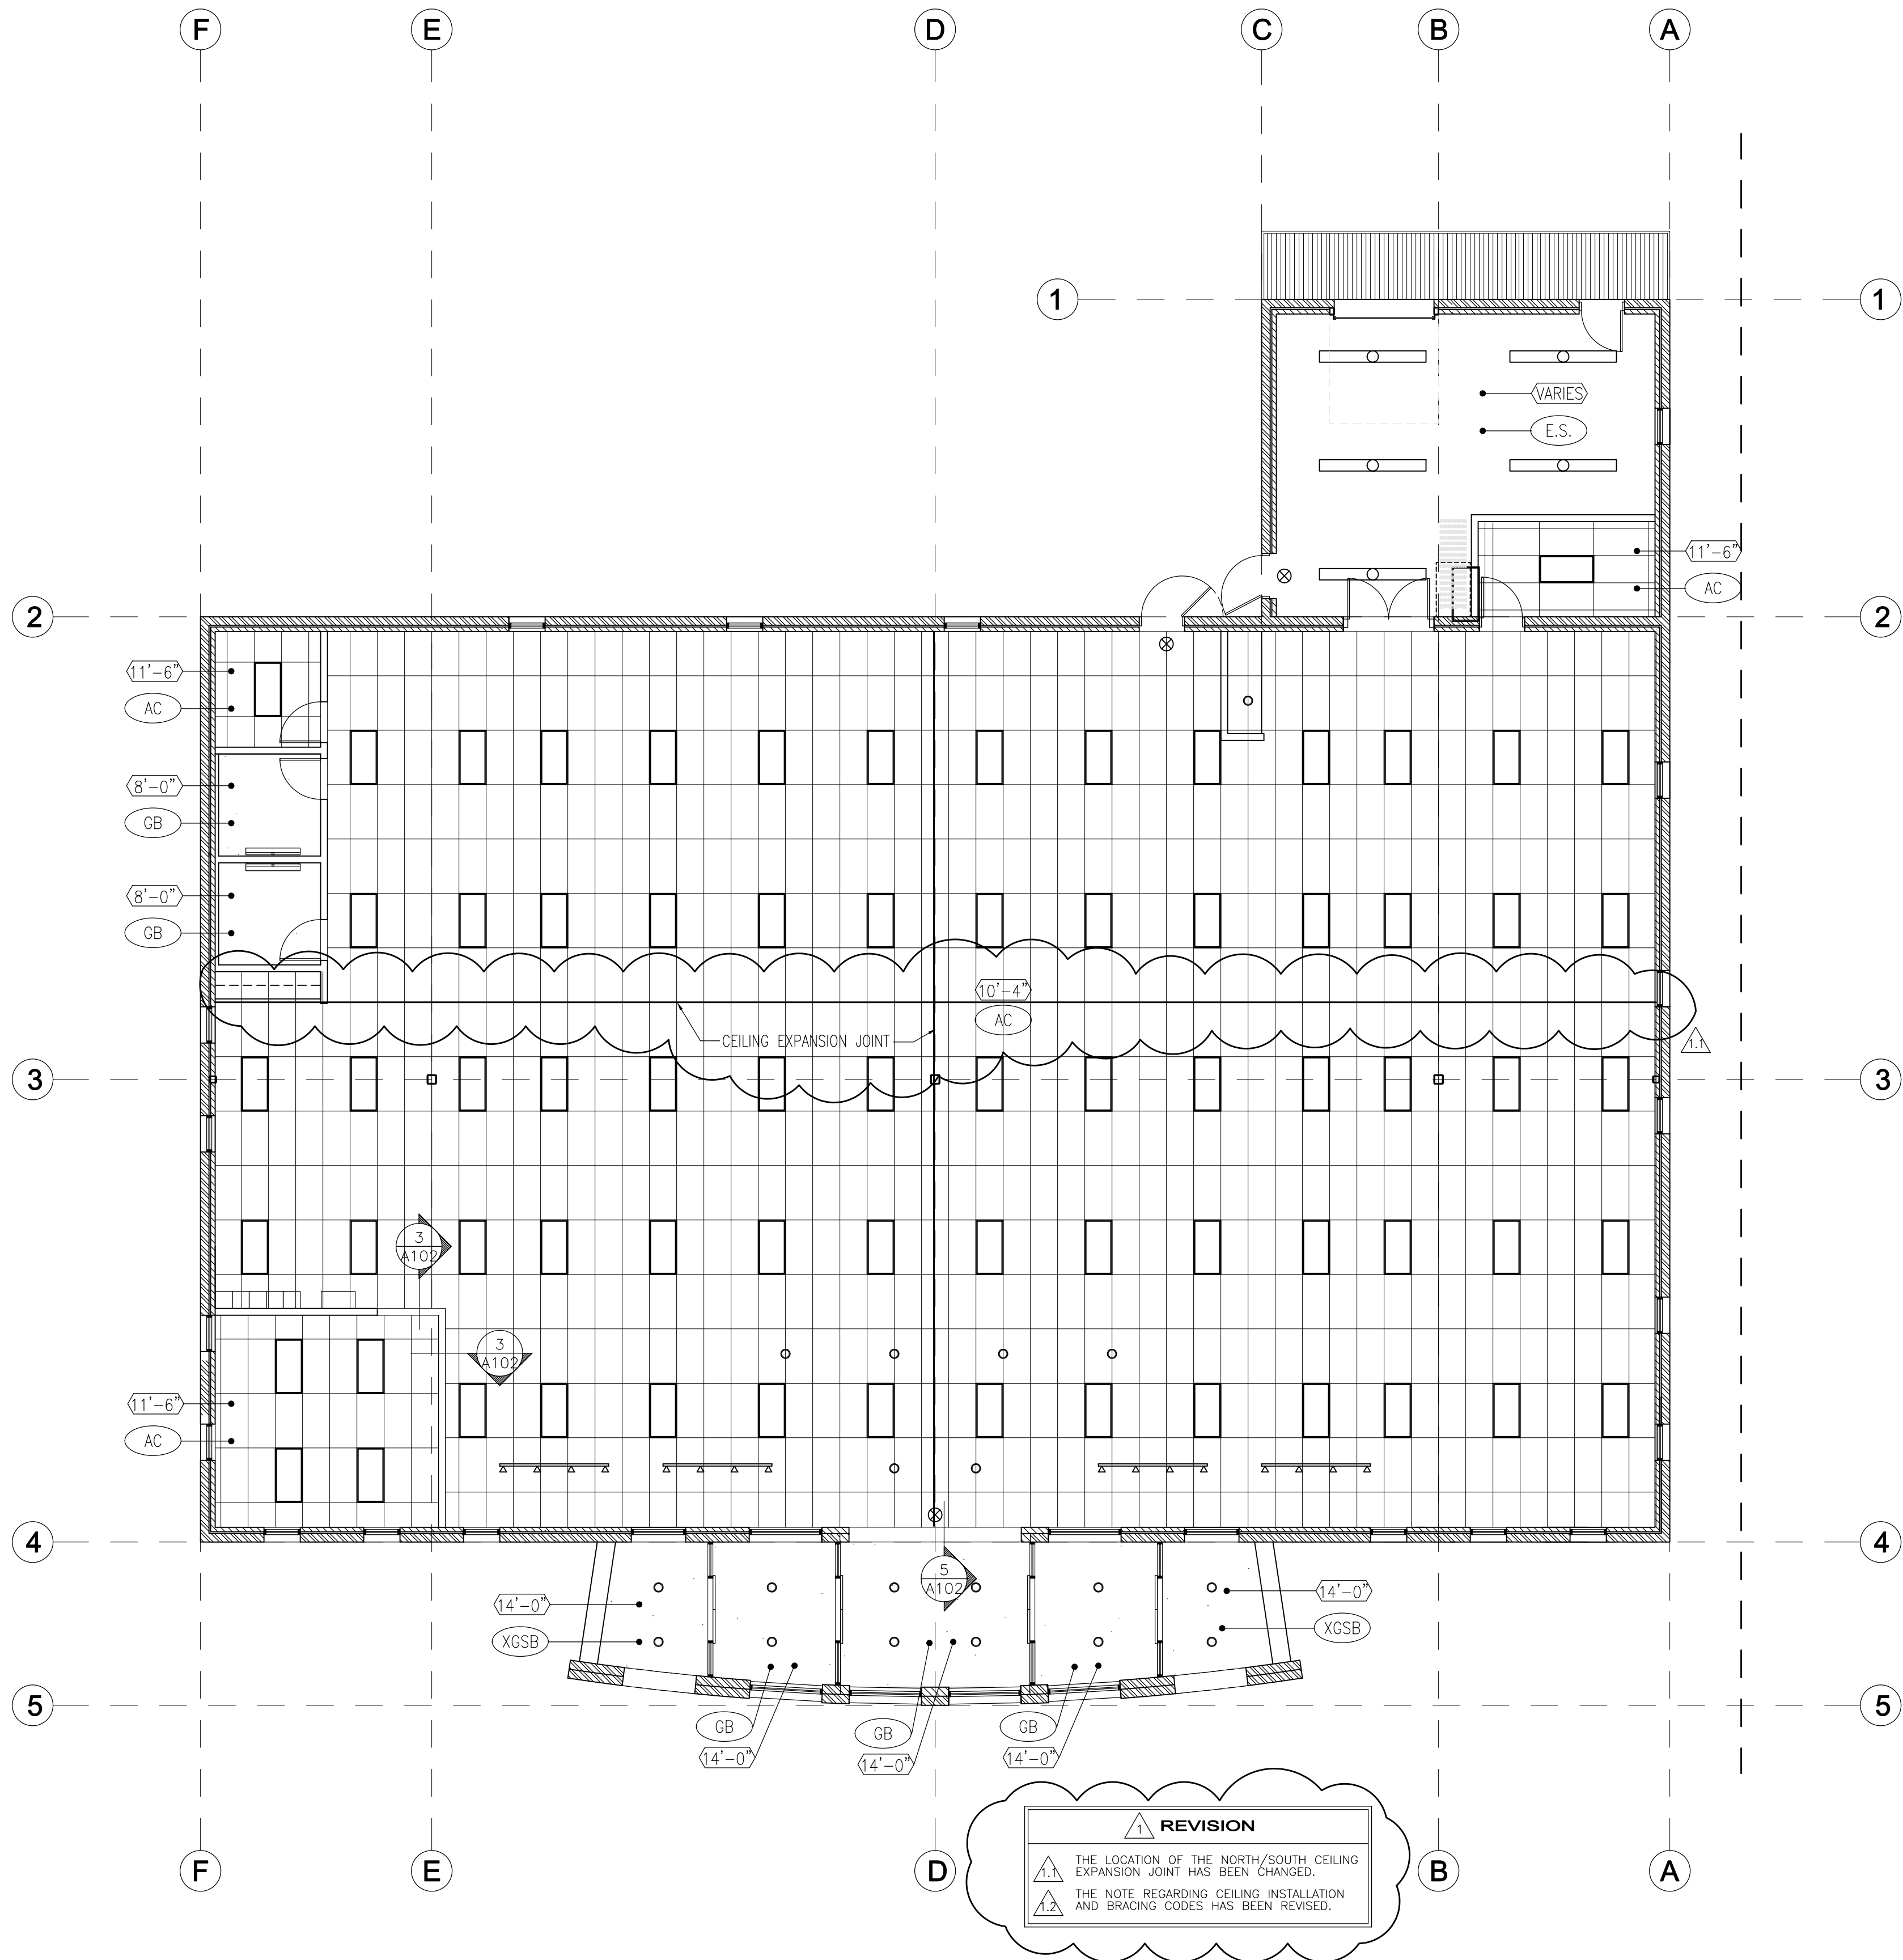 F E D C B A
1 1
VARIES
E.S.
11'-6"
AC
2 2
11'-6"
AC
8'-0"
GB
8'-0"
GB
10'-4"
AC
CEILING EXPANSION JOINT
1.1
3 3
3
A102
3
A102
11'-6"
AC
4 4
5
A102
14'-0"
XGSB
14'-0"
XGSB
5 5
GB
14'-0"
GB
14'-0"
GB
14'-0"
1 REVISION
1.1 THE LOCATION OF THE NORTH/SOUTH CEILING
EXPANSION JOINT HAS BEEN CHANGED.
1.2 THE NOTE REGARDING CEILING INSTALLATION
AND BRACING CODES HAS BEEN REVISED.
F E D B A